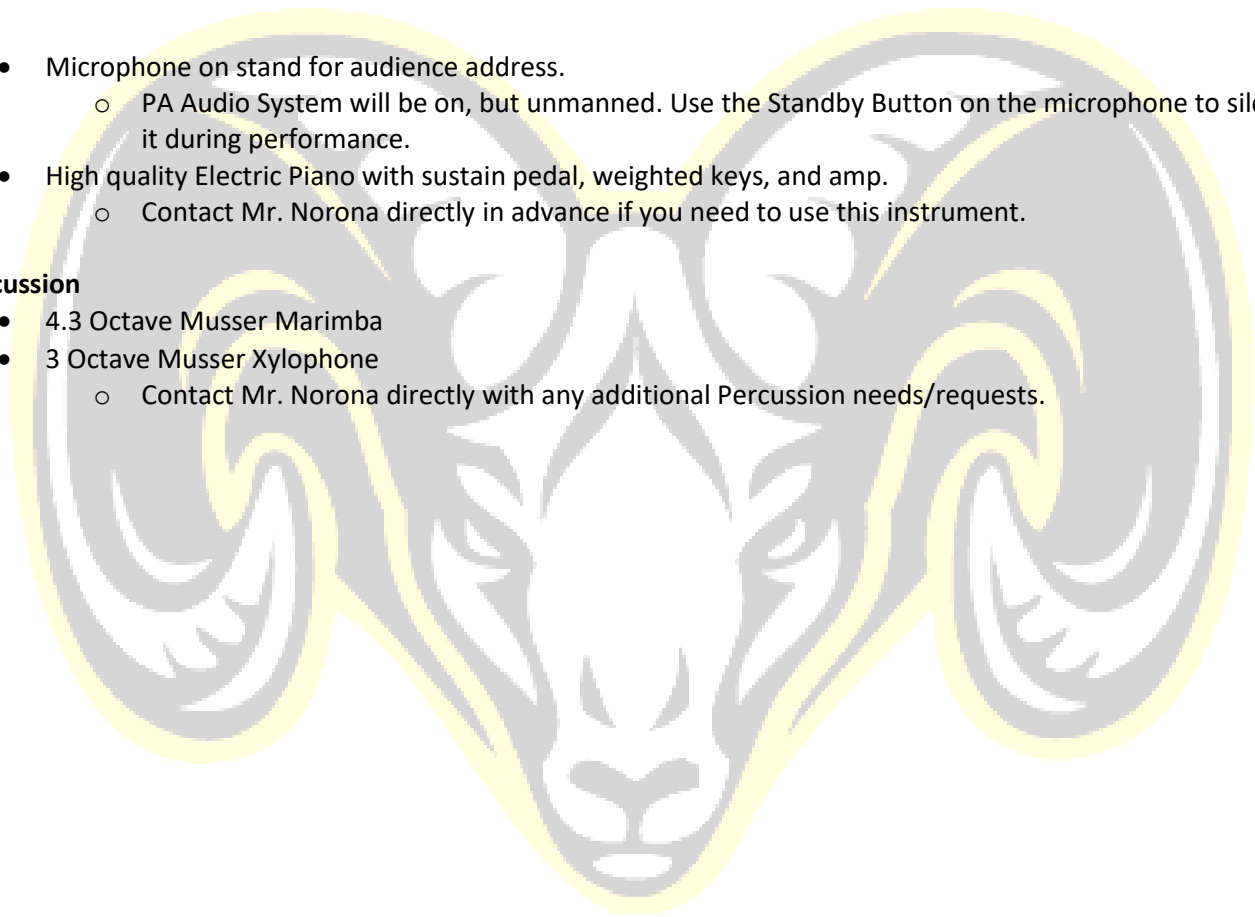 • Microphone on stand for audience address.
o PA Audio System will be on, but unmanned. Use the Standby Button on the microphone to
it during performance.
• High quality Electric Piano with sustain pedal, weighted keys, and amp.
o Contact Mr. Norona directly in advance if you need to use this instrument.
• 4.3 Octave Musser Marimba
• 3 Octave Musser Xylophone
o Contact Mr. Norona directly with any additional Percussion needs/requests.